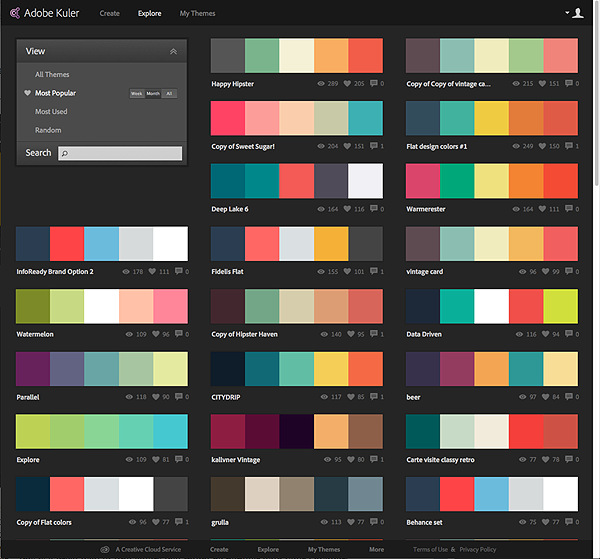 Adobe Kuler Create Explore My Themes
View
All Themes
Most Popular Week Month All
Most Used
Random
Search
Happy Hipster 289 205 0
Copy of Copy of vintage ca... 215 151 1
Copy of Sweet Sugar! 204 151 1
Flat design colors #1 249 150 1
Deep Lake 6 164 116 1
Warmerester 164 111 0
InfoReady Brand Option 2 178 111 0
Fidelis Flat 155 101 1
vintage card 96 99 0
Watermelon 109 96 0
Copy of Hipster Haven 140 95 1
Data Driven 116 94 0
Parallel 118 90 0
CITYDRIP 117 85 1
beer 97 84 0
Explore 109 81 0
kallvner Vintage 95 80 1
Carte visite classy retro 77 78 0
Copy of Flat colors 96 77 1
grulla 113 77 0
Behance set 77 77 0
A Creative Cloud Service Create Explore My Themes More Terms of Use & Privacy Policy